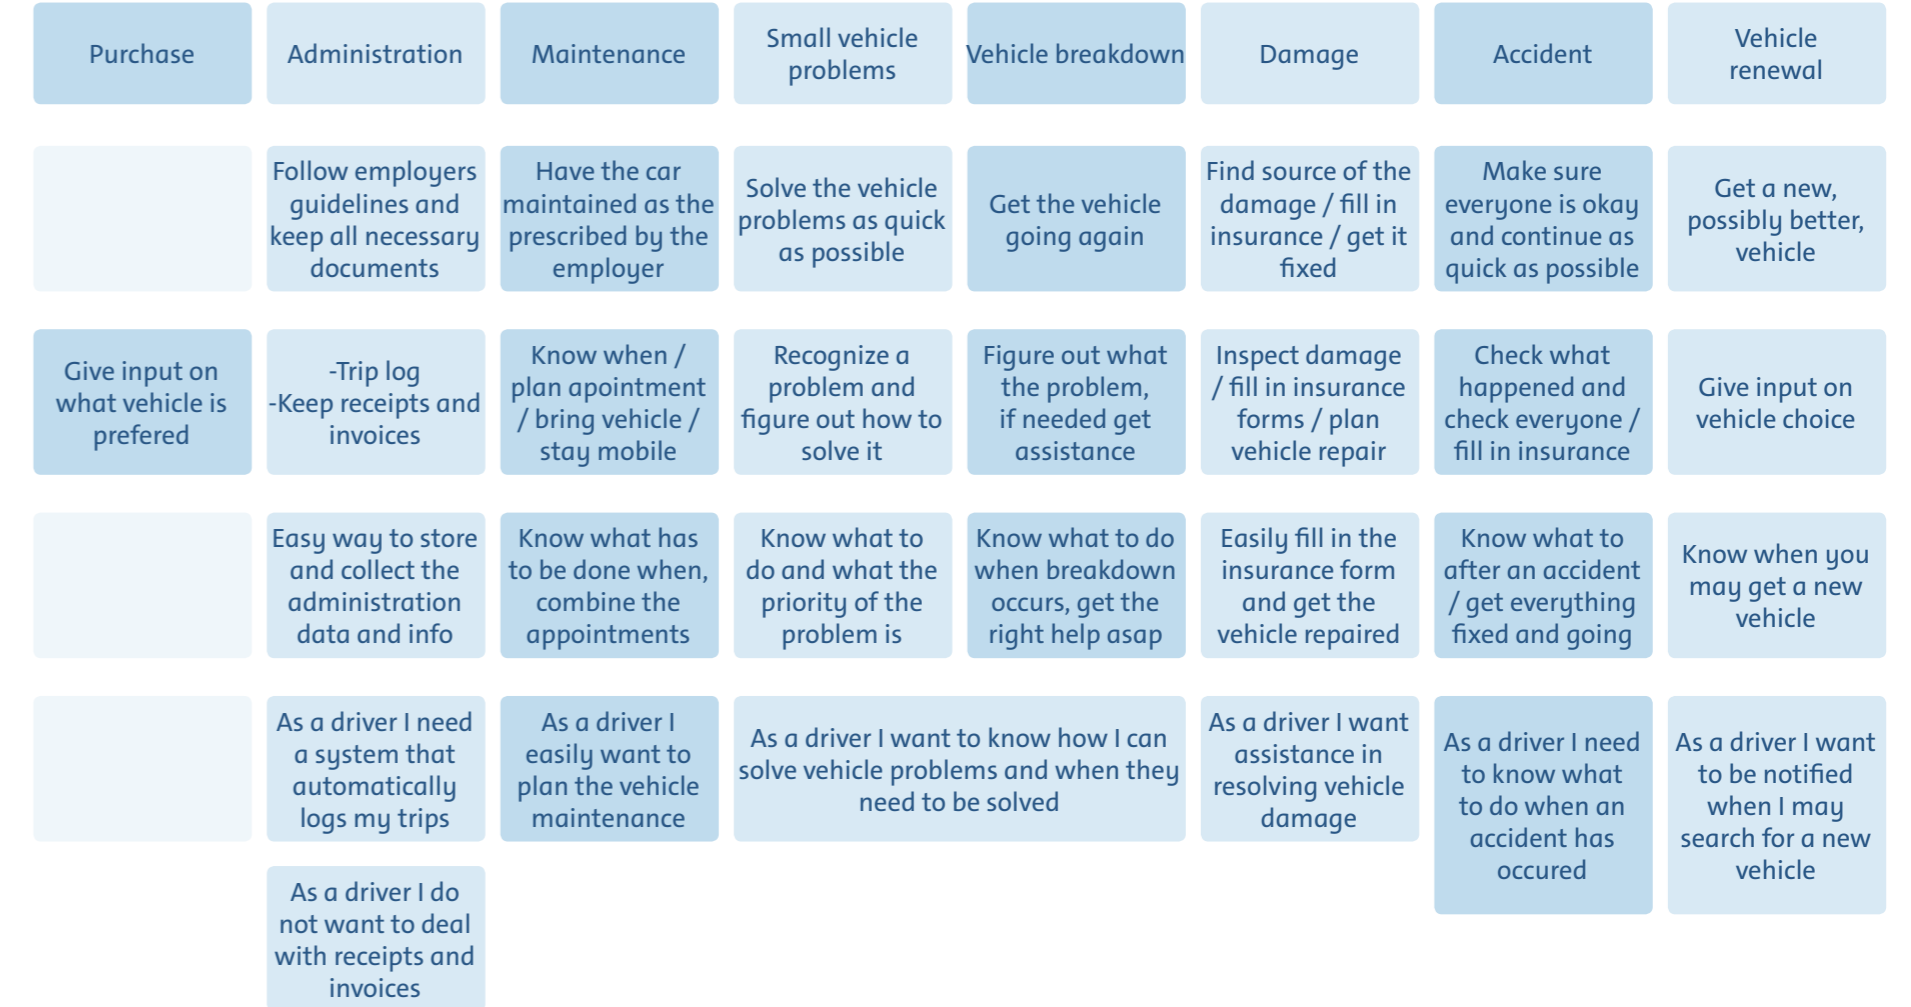 Purchase
Administration
Maintenance
Small vehicle
problems
Vehicle breakdown
Damage
Accident
Vehicle
renewal
Follow employers
guidelines and
keep all necessary
documents
Have the car
maintained as the
prescribed by the
employer
Solve the vehicle
problems as quick
as possible
Get the vehicle
going again
Find source of the
damage / fill in
insurance / get it
fixed
Make sure
everyone is okay
and continue as
quick as possible
Get a new,
possibly better,
vehicle
Give input on
what vehicle is
prefered
-Trip log
-Keep receipts and
invoices
Know when /
plan apointment
/ bring vehicle /
stay mobile
Recognize a
problem and
figure out how to
solve it
Figure out what
the problem,
if needed get
assistance
Inspect damage
/ fill in insurance
forms / plan
vehicle repair
Check what
happened and
check everyone /
fill in insurance
Give input on
vehicle choice
Easy way to store
and collect the
administration
data and info
Know what has
to be done when,
combine the
appointments
Know what to
do and what the
priority of the
problem is
Know what to do
when breakdown
occurs, get the
right help asap
Easily fill in the
insurance form
and get the
vehicle repaired
Know what to
after an accident
/ get everything
fixed and going
Know when you
may get a new
vehicle
As a driver I need
a system that
automatically
logs my trips
As a driver I
easily want to
plan the vehicle
maintenance
As a driver I want to know how I can
solve vehicle problems and when they
need to be solved
As a driver I want
assistance in
resolving vehicle
damage
As a driver I need
to know what
to do when an
accident has
occured
As a driver I want
to be notified
when I may
search for a new
vehicle
As a driver I do
not want to deal
with receipts and
invoices